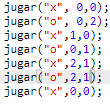 jugar("x", 0,0);
jugar("o", 0,2);
jugar("x",1,0);
jugar("o",0,1);
jugar("x",2,1);
jugar("o",2,1);
jugar("x",0,0);